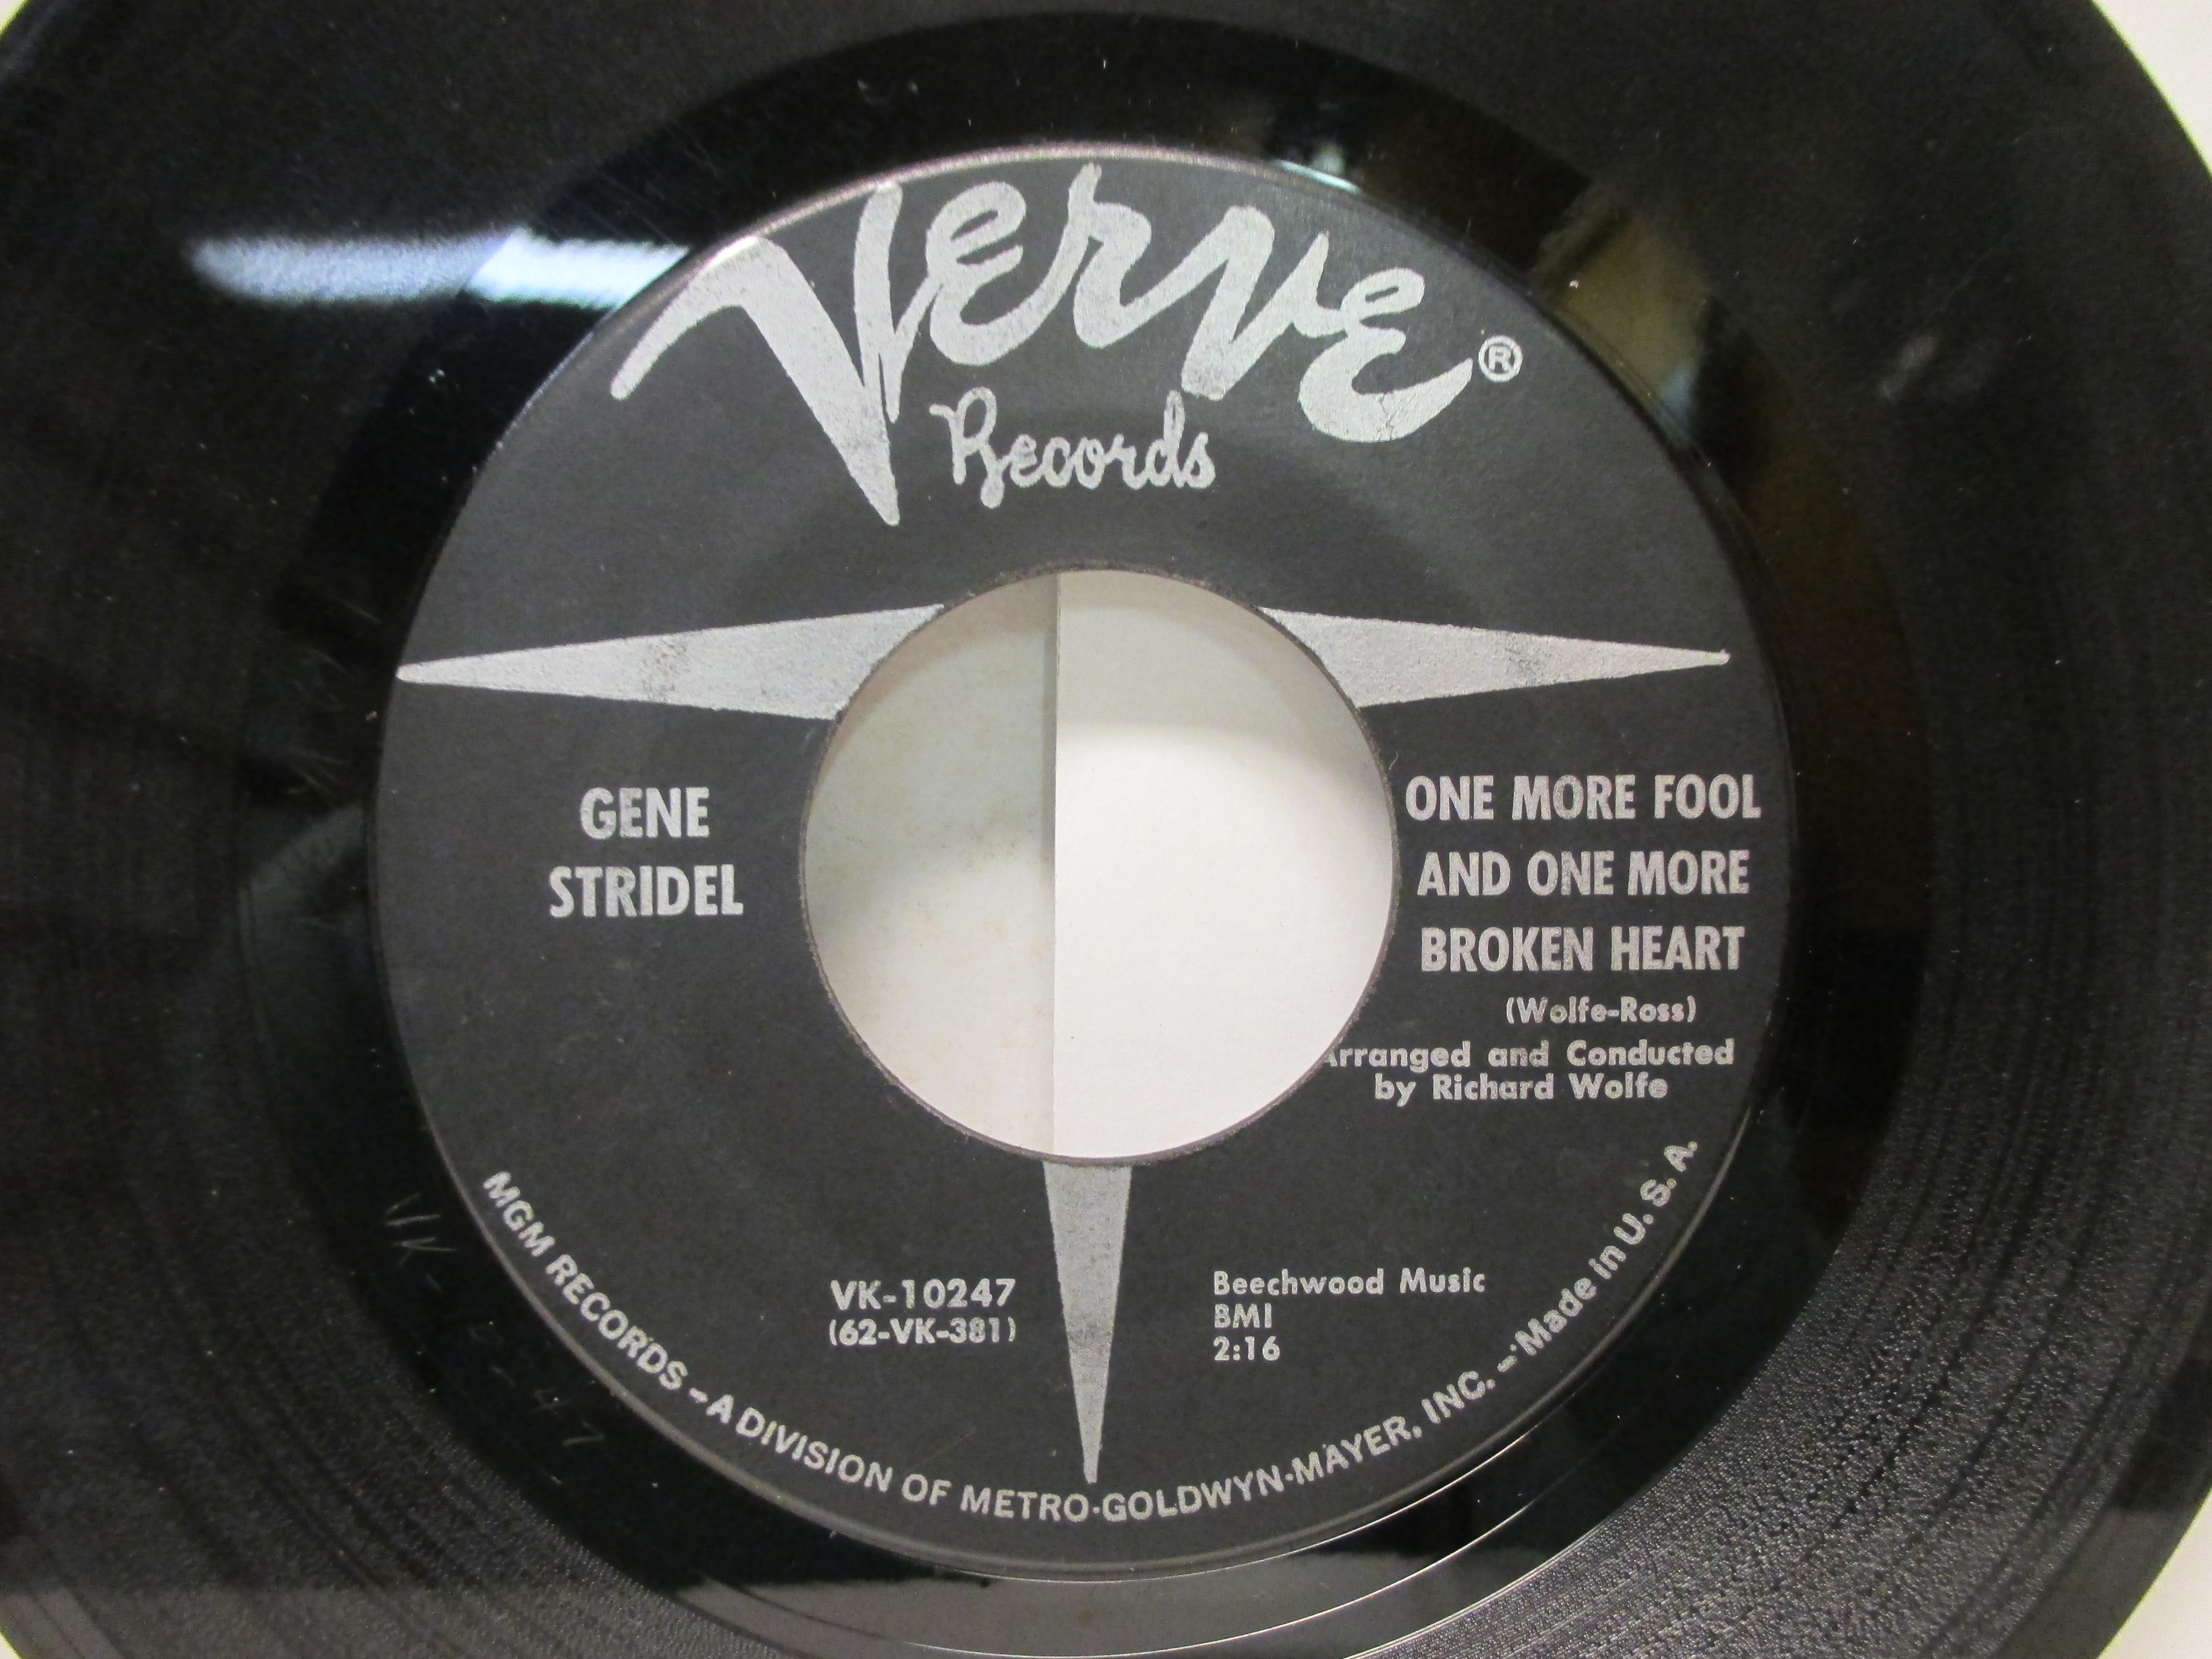 Verve ®
Records
GENE
STRIDEL
ONE MORE FOOL
AND ONE MORE
BROKEN HEART
(Wolfe-Ross)
Arranged and Conducted
by Richard Wolfe
VK-10247
(62-VK-381)
Beechwood Music
BMI
2:16
MGM RECORDS – A DIVISION OF METRO-GOLDWYN-MAYER, INC. – Made in U. S. A.